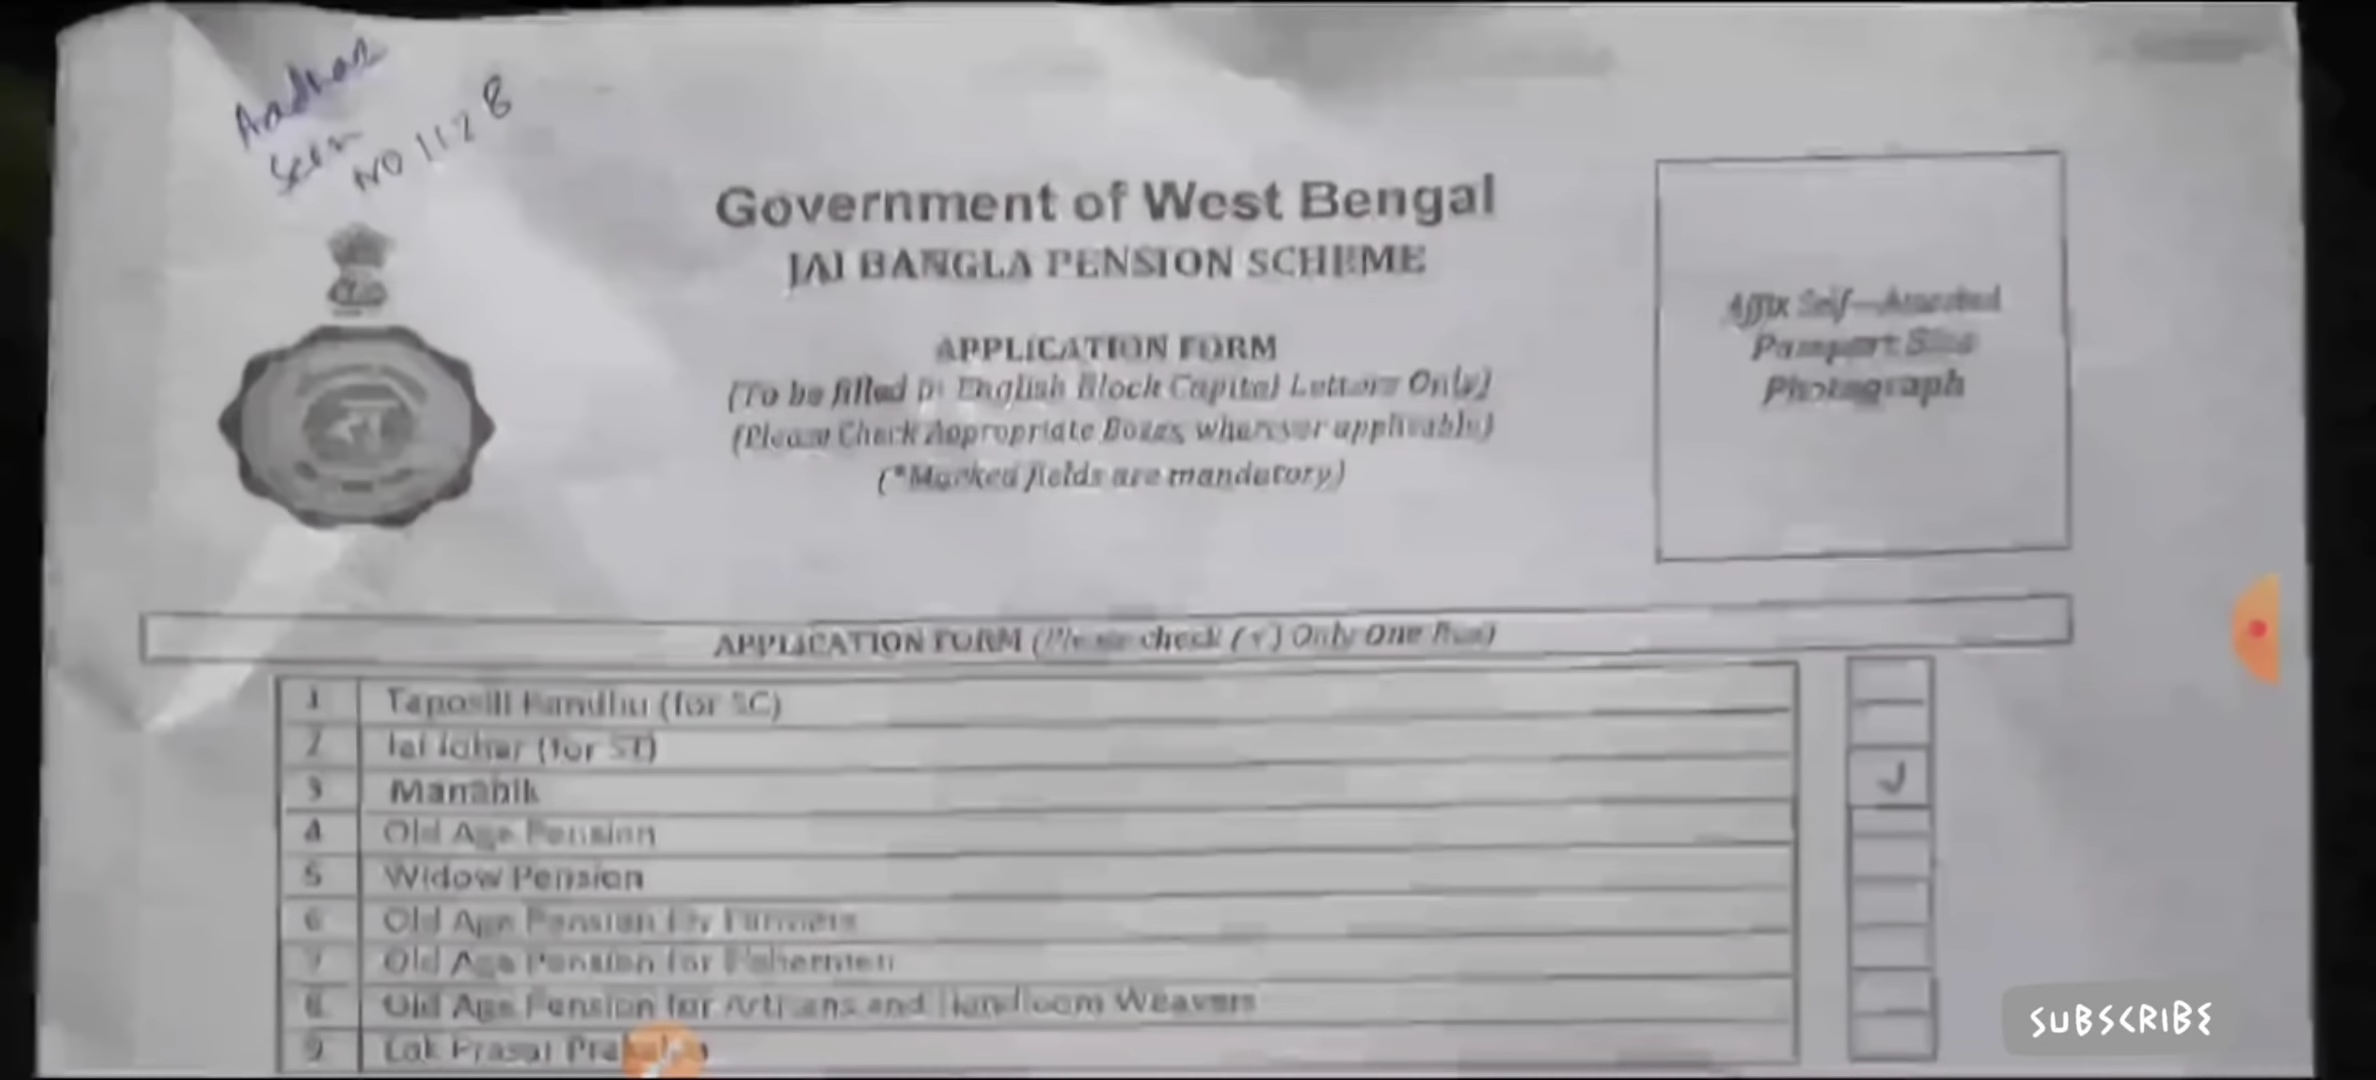 Aadhar
Seen
NO 1128
Government of West Bengal
JAI BANGLA PENSION SCHEME
Affix Self-Attested
Passport Size
Photograph
APPLICATION FORM
(To be filled in English Block Capital Letters Only)
(Please Check Appropriate Boxes wherever applicable)
(*Marked fields are mandatory)
APPLICATION FORM (Please check (√) Only One Box)
1 Taposili Bandhu (for SC)
2 Jai Johar (for ST)
3 Manabik
4 Old Age Pension
5 Widow Pension
6 Old Age Pension for Farmers
7 Old Age Pension for Fishermen
8 Old Age Pension for Artisans and Handloom Weavers
9 Lok Prasar
SUBSCRIBE